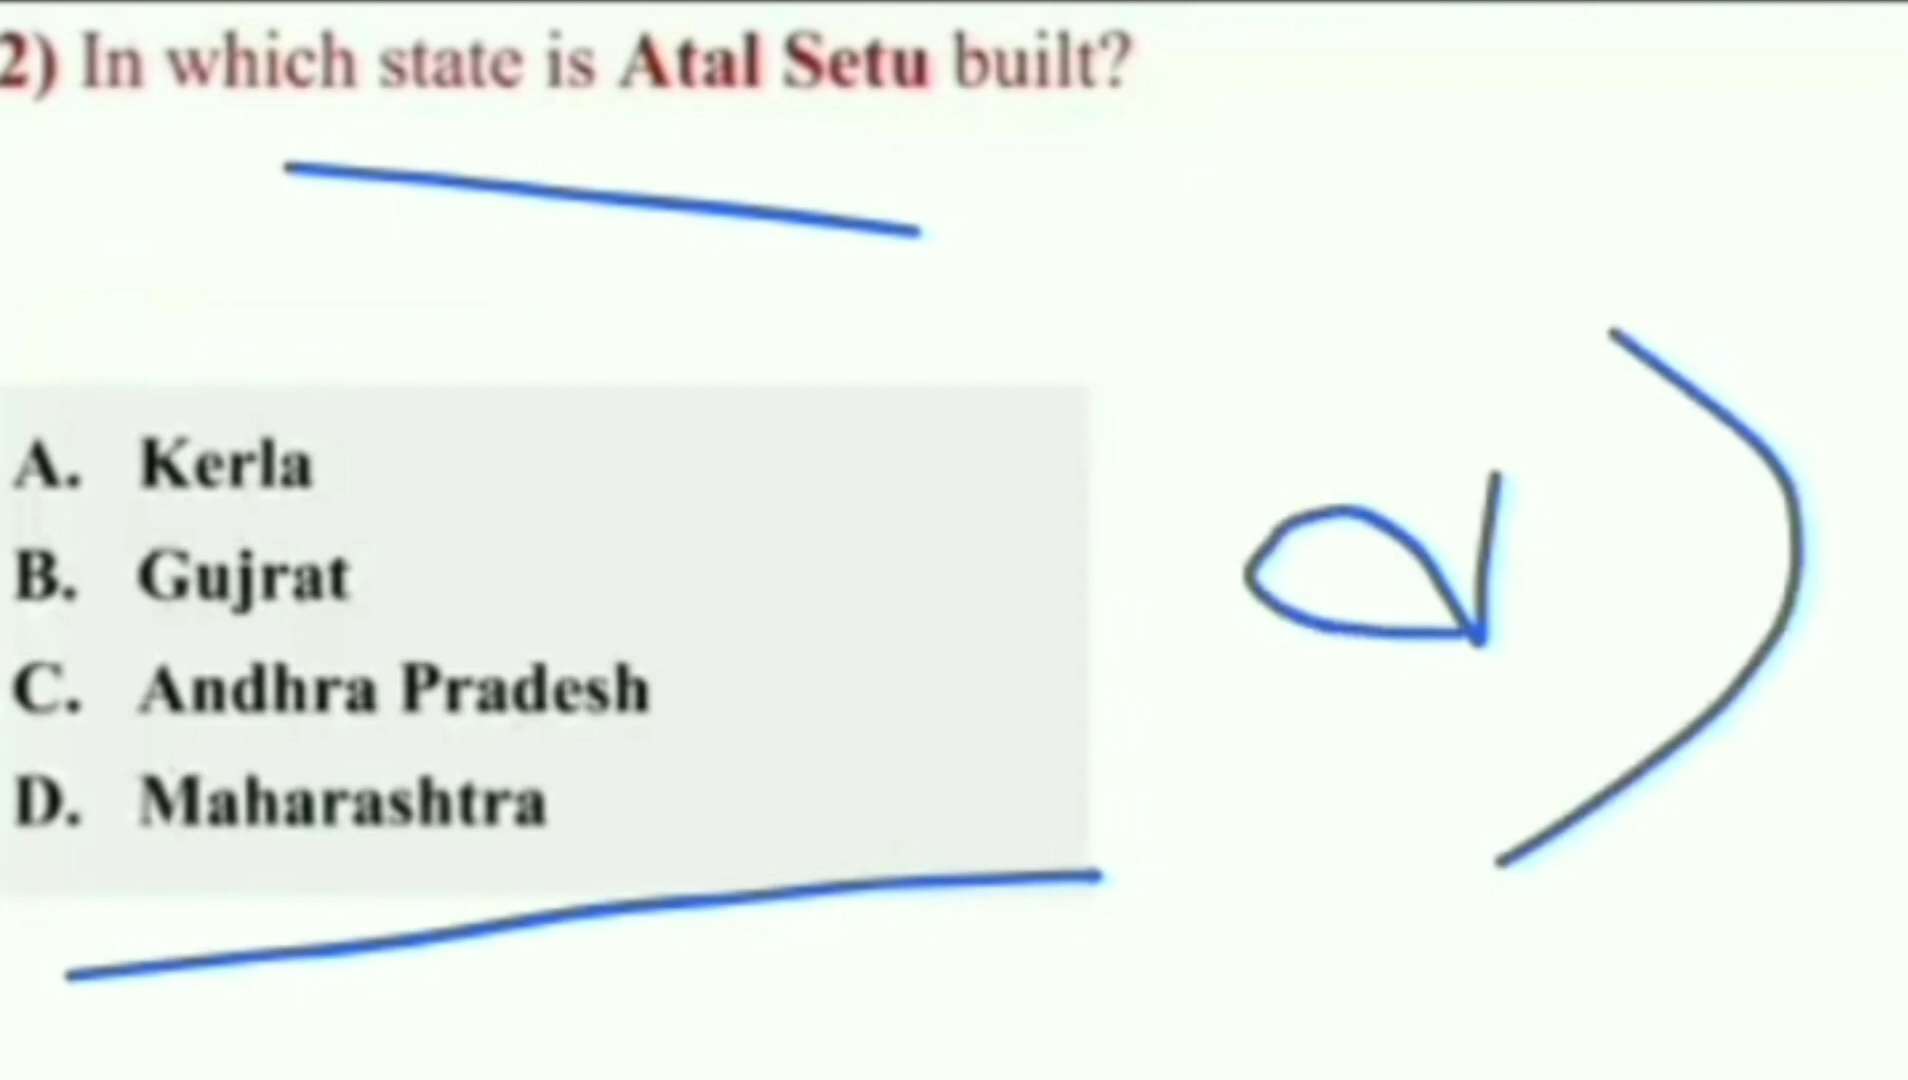 2) In which state is Atal Setu built?
A. Kerla
B. Gujrat
C. Andhra Pradesh
D. Maharashtra
d)